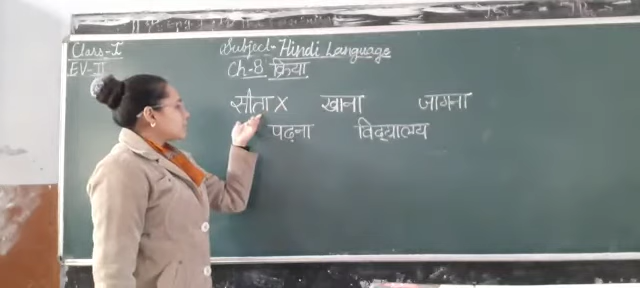 Class-I
EV-II
Subject- Hindi Language
Ch-8 क्रिया
सीता X खाना जागना
पढ़ना विद्यालय